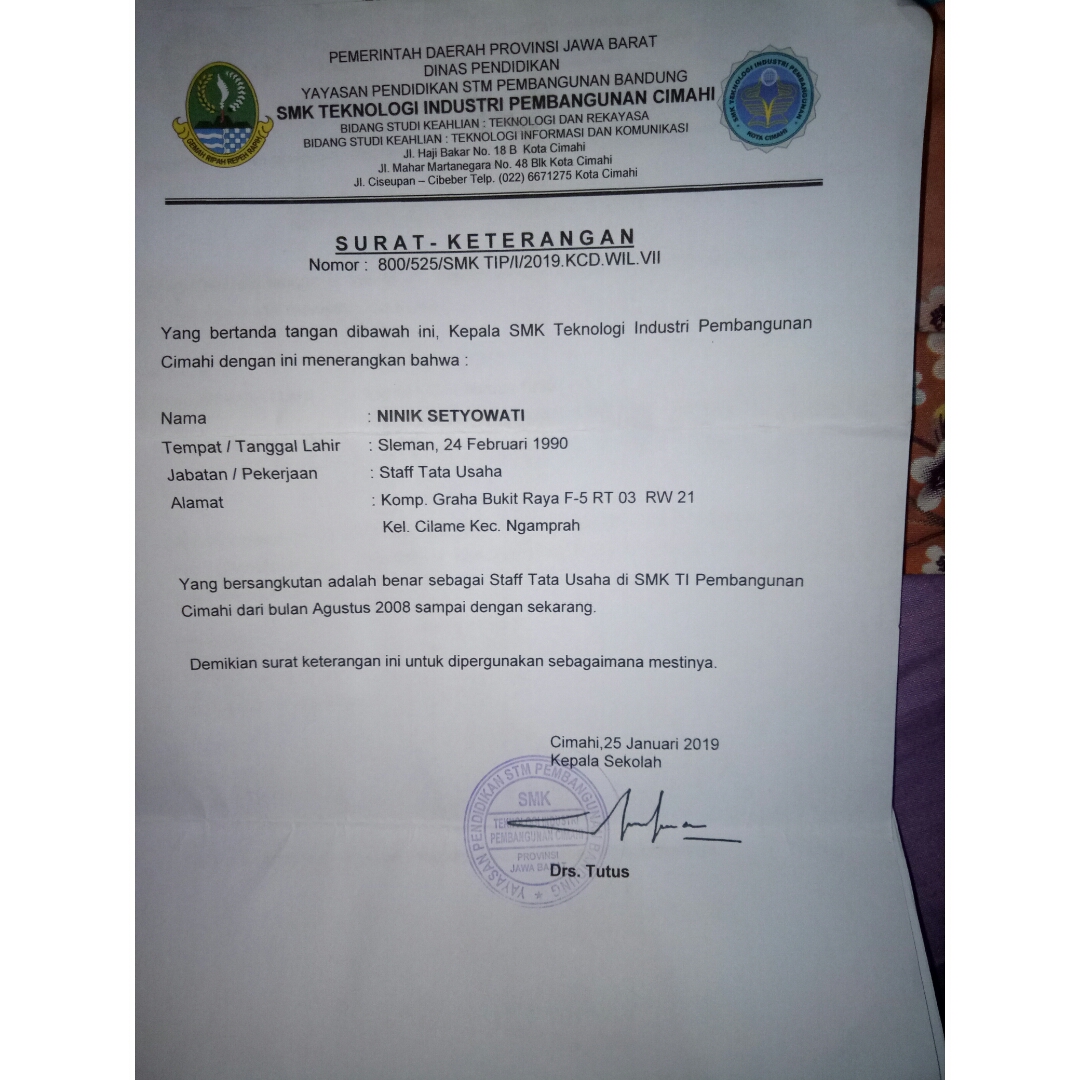 PEMERINTAH DAERAH PROVINSI JAWA BARAT
DINAS PENDIDIKAN
YAYASAN PENDIDIKAN STM PEMBANGUNAN BANDUNG
SMK TEKNOLOGI INDUSTRI PEMBANGUNAN CIMAHI
BIDANG STUDI KEAHLIAN : TEKNOLOGI DAN REKAYASA
BIDANG STUDI KEAHLIAN : TEKNOLOGI INFORMASI DAN KOMUNIKASI
Jl. Haji Bakar No. 18 B Kota Cimahi
Jl. Mahar Martanegara No. 48 Blk Kota Cimahi
Jl. Ciseupan – Cibeber Telp. (022) 6671275 Kota Cimahi
GEMAH RIPAH REPEH RAPIH
SMK TEKNOLOGI INDUSTRI PEMBANGUNAN
KOTA CIMAHI
SURAT- KETERANGAN
Nomor : 800/525/SMK TIP/I/2019.KCD.WIL.VII
Yang bertanda tangan dibawah ini, Kepala SMK Teknologi Industri Pembangunan
Cimahi dengan ini menerangkan bahwa :
Nama : NINIK SETYOWATI
Tempat / Tanggal Lahir : Sleman, 24 Februari 1990
Jabatan / Pekerjaan : Staff Tata Usaha
Alamat : Komp. Graha Bukit Raya F-5 RT 03 RW 21
Kel. Cilame Kec. Ngamprah
Yang bersangkutan adalah benar sebagai Staff Tata Usaha di SMK TI Pembangunan
Cimahi dari bulan Agustus 2008 sampai dengan sekarang.
Demikian surat keterangan ini untuk dipergunakan sebagaimana mestinya.
Cimahi,25 Januari 2019
Kepala Sekolah
YAYASAN PENDIDIKAN STM PEMBANGUNAN BANDUNG
SMK
TEKNOLOGI INDUSTRI
PEMBANGUNAN CIMAHI
PROVINSI
JAWA BARAT
Drs. Tutus